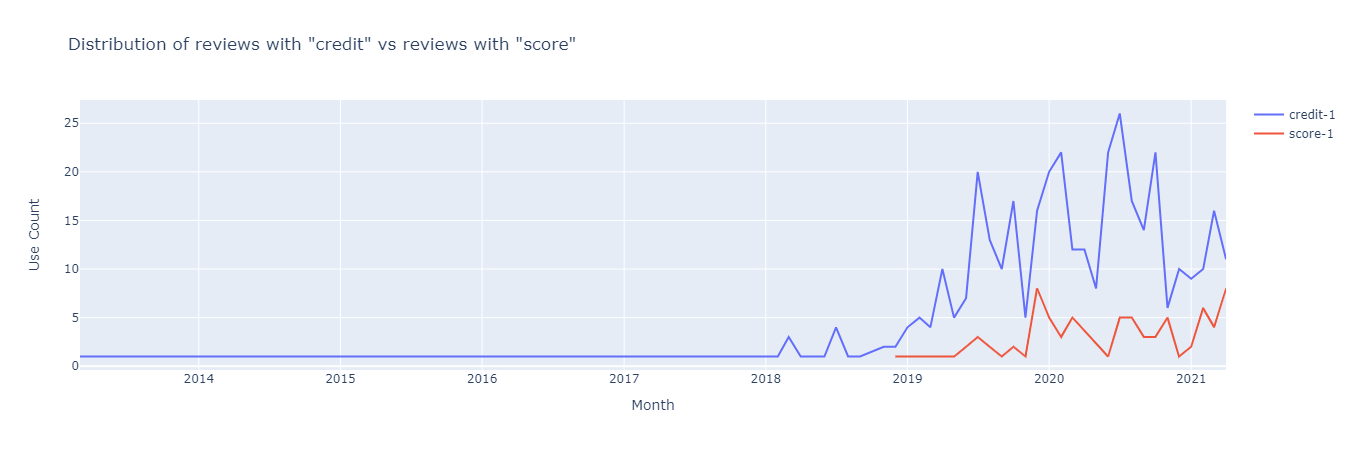 Distribution of reviews with "credit" vs reviews with "score"
credit-1
score-1
Use Count
25
20
15
10
5
0
2014 2015 2016 2017 2018 2019 2020 2021
Month